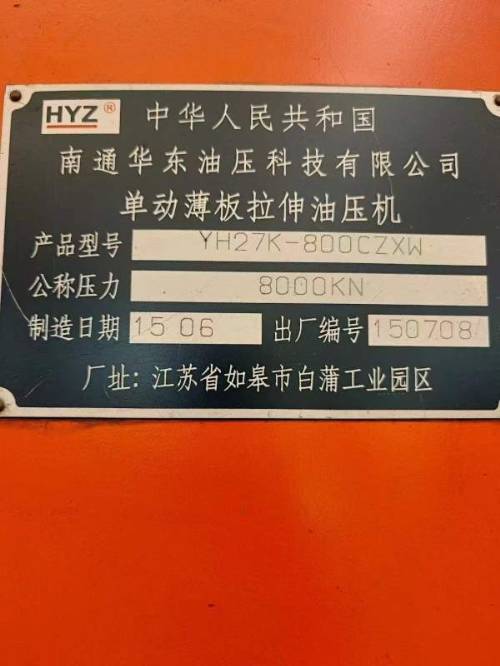 HYZ® 中华人民共和国
南通华东油压科技有限公司
单动薄板拉伸油压机
产品型号 YH27K-800CZXW
公称压力 8000KN
制造日期 15 06 出厂编号 150708
厂址：江苏省如皋市白蒲工业园区